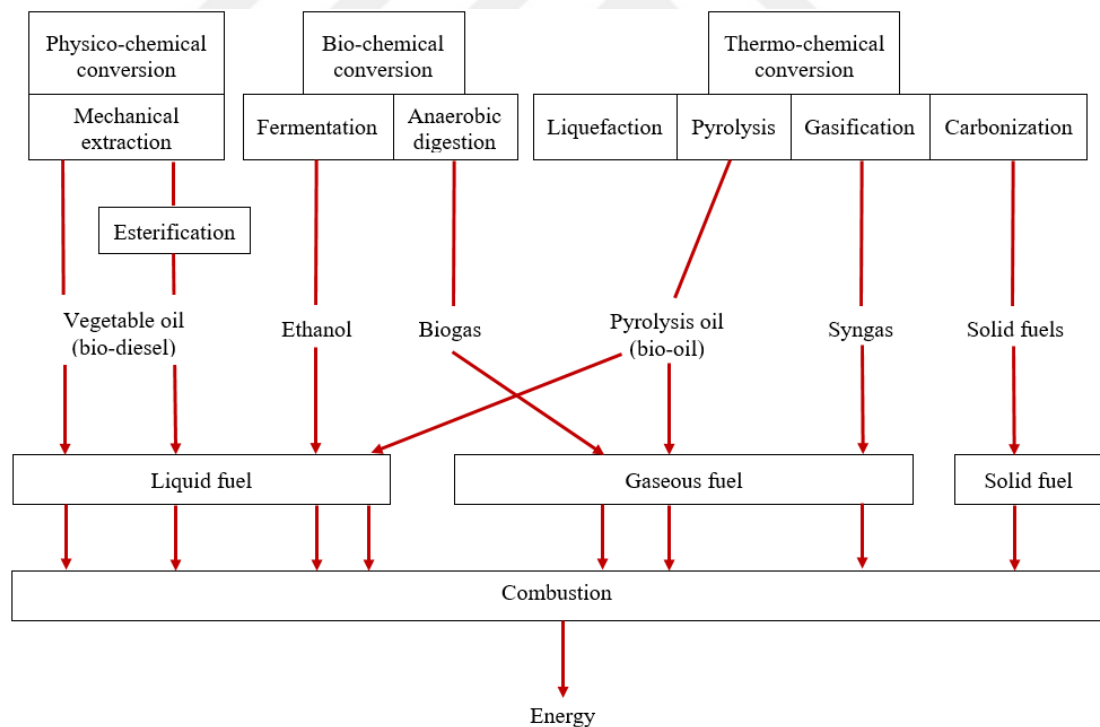 Physico-chemical
conversion
Bio-chemical
conversion
Thermo-chemical
conversion
Mechanical
extraction
Fermentation
Anaerobic
digestion
Liquefaction
Pyrolysis
Gasification
Carbonization
Esterification
Vegetable oil
(bio-diesel)
Ethanol
Biogas
Pyrolysis oil
(bio-oil)
Syngas
Solid fuels
Liquid fuel
Gaseous fuel
Solid fuel
Combustion
Energy